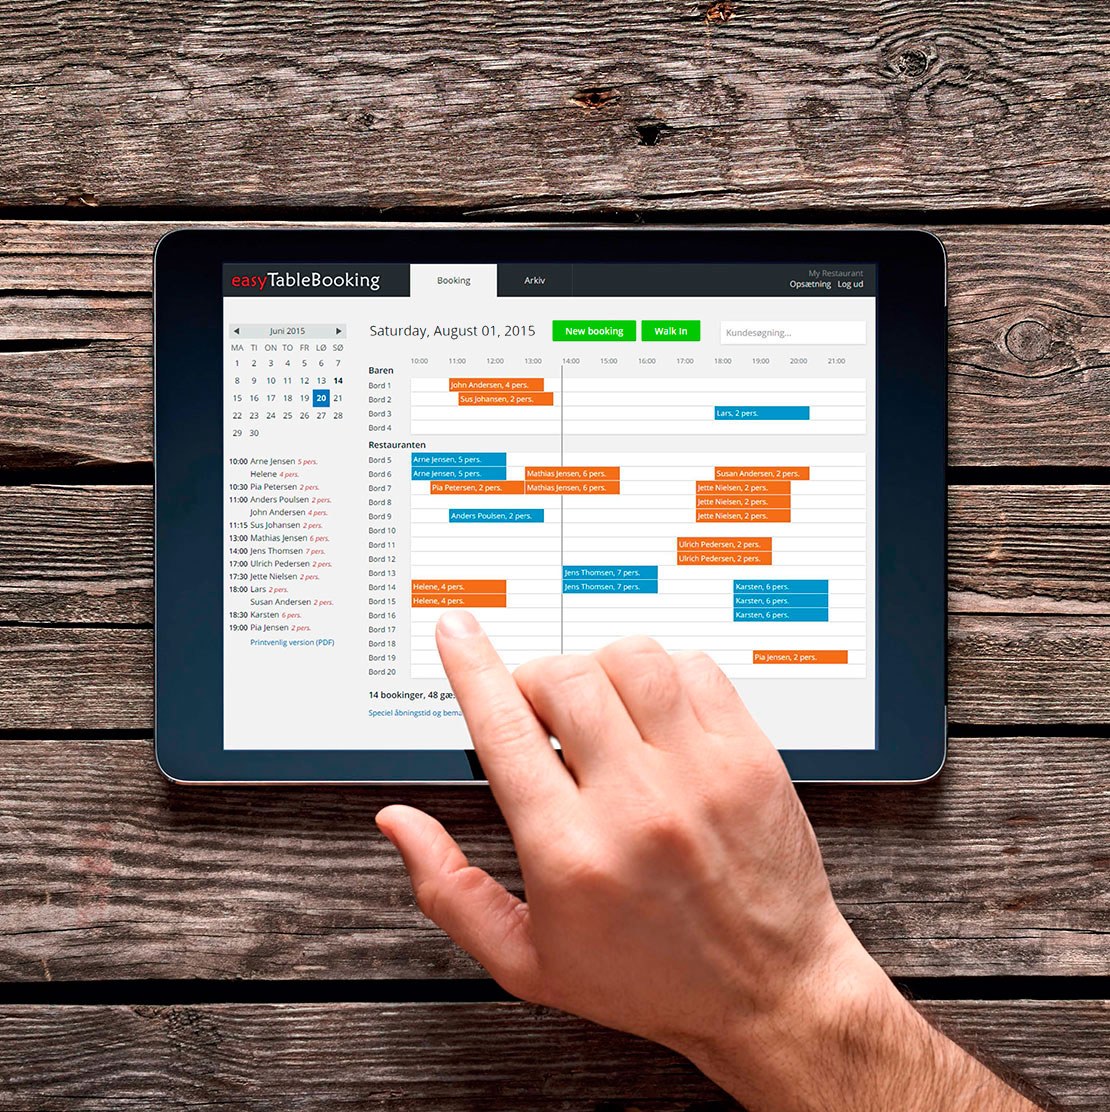 easyTableBooking
Booking
Arkiv
My Restaurant
Opsætning Log ud
Juni 2015
MA TI ON TO FR LØ SØ
1 2 3 4 5 6 7
8 9 10 11 12 13 14
15 16 17 18 19 20 21
22 23 24 25 26 27 28
29 30
10:00 Arne Jensen 5 pers.
Helene 4 pers.
10:30 Pia Petersen 2 pers.
11:00 Anders Poulsen 2 pers.
John Andersen 4 pers.
11:15 Sus Johansen 2 pers.
13:00 Mathias Jensen 6 pers.
14:00 Jens Thomsen 7 pers.
17:00 Ulrich Pedersen 2 pers.
17:30 Jette Nielsen 2 pers.
18:00 Lars 2 pers.
Susan Andersen 2 pers.
18:30 Karsten 6 pers.
19:00 Pia Jensen 2 pers.
Printvenlig version (PDF)
Saturday, August 01, 2015
New booking
Walk In
Kundesøgning...
10:00 11:00 12:00 13:00 14:00 15:00 16:00 17:00 18:00 19:00 20:00 21:00
Baren
Bord 1 John Andersen, 4 pers.
Bord 2 Sus Johansen, 2 pers.
Bord 3 Lars, 2 pers.
Bord 4
Restauranten
Bord 5 Arne Jensen, 5 pers.
Bord 6 Arne Jensen, 5 pers. Mathias Jensen, 6 pers. Susan Andersen, 2 pers.
Bord 7 Pia Petersen, 2 pers. Mathias Jensen, 6 pers. Jette Nielsen, 2 pers.
Bord 8 Jette Nielsen, 2 pers.
Bord 9 Anders Poulsen, 2 pers. Jette Nielsen, 2 pers.
Bord 10
Bord 11 Ulrich Pedersen, 2 pers.
Bord 12 Ulrich Pedersen, 2 pers.
Bord 13 Jens Thomsen, 7 pers.
Bord 14 Helene, 4 pers. Jens Thomsen, 7 pers. Karsten, 6 pers.
Bord 15 Helene, 4 pers. Karsten, 6 pers.
Bord 16 Karsten, 6 pers.
Bord 17
Bord 18
Bord 19 Pia Jensen, 2 pers.
Bord 20
14 bookinger, 48 gæ
Speciel åbningstid og bema